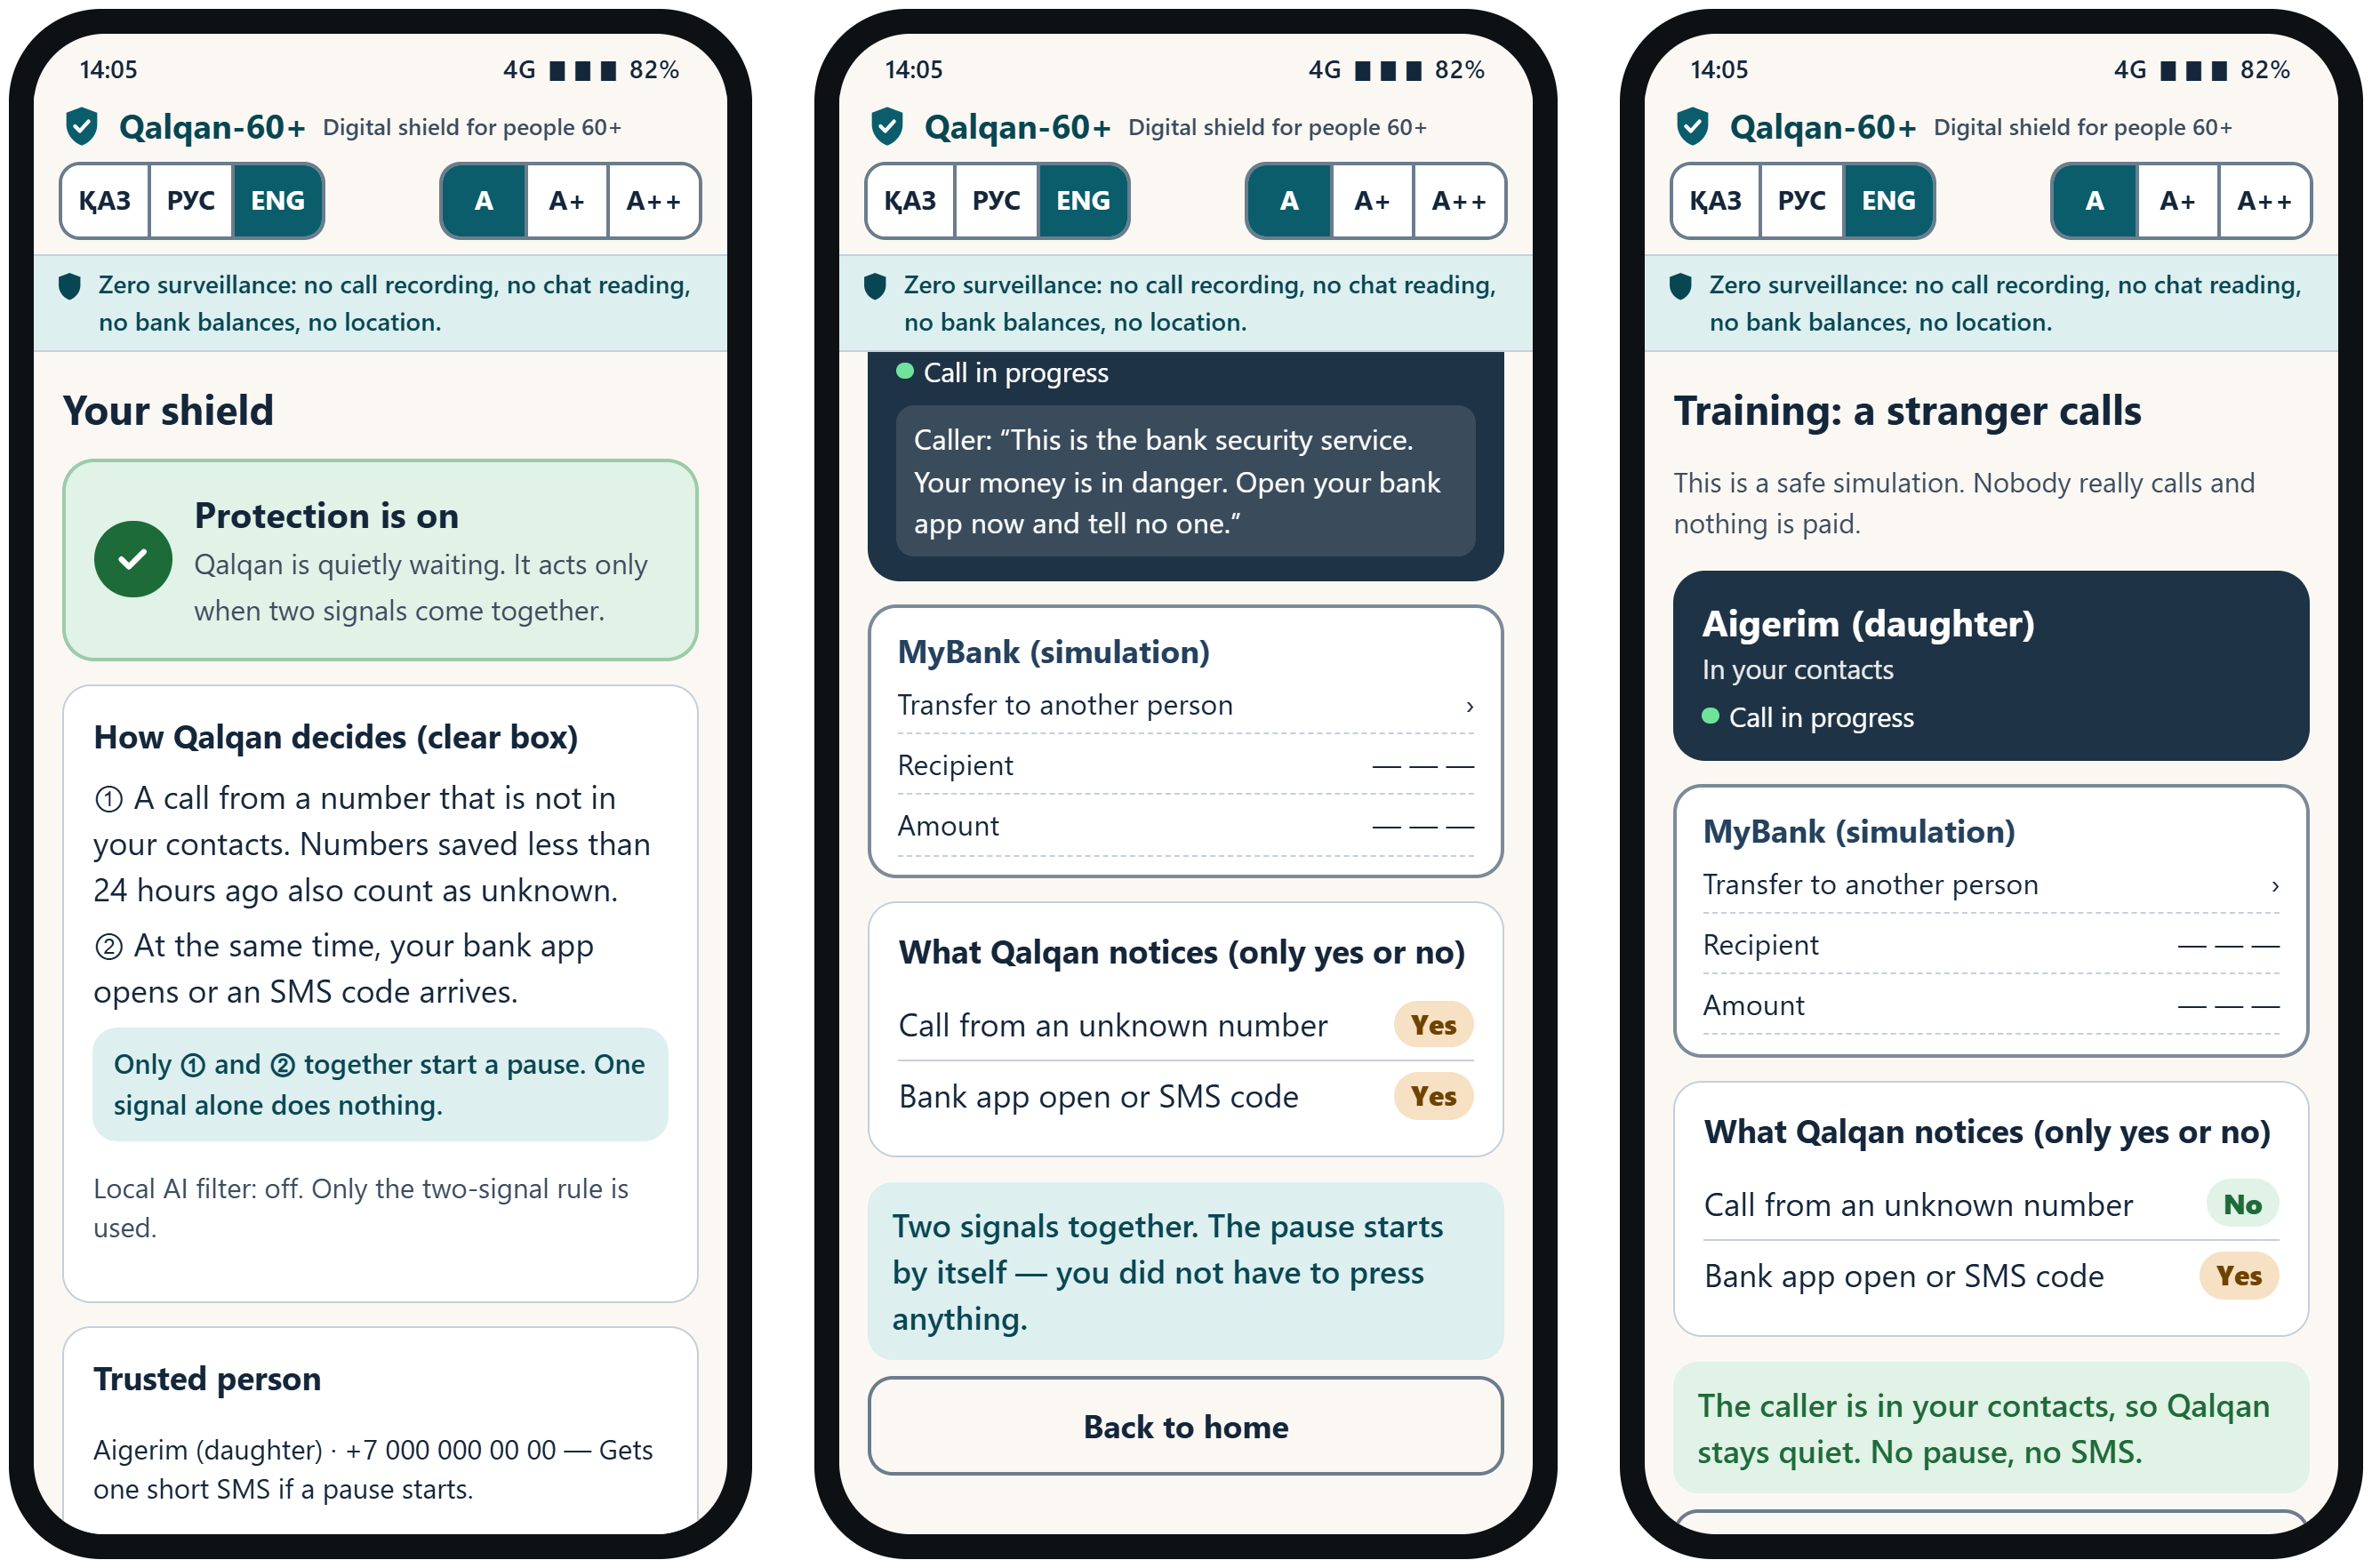 14:05
4G 82%
Qalqan-60+ Digital shield for people 60+
ҚАЗ РУС ENG
A A+ A++
Zero surveillance: no call recording, no chat reading,
no bank balances, no location.
Your shield
Protection is on
Qalqan is quietly waiting. It acts only
when two signals come together.
How Qalqan decides (clear box)
① A call from a number that is not in
your contacts. Numbers saved less than
24 hours ago also count as unknown.
② At the same time, your bank app
opens or an SMS code arrives.
Only ① and ② together start a pause. One
signal alone does nothing.
Local AI filter: off. Only the two-signal rule is
used.
Trusted person
Aigerim (daughter) · +7 000 000 00 00 — Gets
one short SMS if a pause starts.
14:05
4G 82%
Qalqan-60+ Digital shield for people 60+
ҚАЗ РУС ENG
A A+ A++
Zero surveillance: no call recording, no chat reading,
no bank balances, no location.
Call in progress
Caller: “This is the bank security service.
Your money is in danger. Open your bank
app now and tell no one.”
MyBank (simulation)
Transfer to another person ›
Recipient — — —
Amount — — —
What Qalqan notices (only yes or no)
Call from an unknown number Yes
Bank app open or SMS code Yes
Two signals together. The pause starts
by itself — you did not have to press
anything.
Back to home
14:05
4G 82%
Qalqan-60+ Digital shield for people 60+
ҚАЗ РУС ENG
A A+ A++
Zero surveillance: no call recording, no chat reading,
no bank balances, no location.
Training: a stranger calls
This is a safe simulation. Nobody really calls and
nothing is paid.
Aigerim (daughter)
In your contacts
Call in progress
MyBank (simulation)
Transfer to another person ›
Recipient — — —
Amount — — —
What Qalqan notices (only yes or no)
Call from an unknown number No
Bank app open or SMS code Yes
The caller is in your contacts, so Qalqan
stays quiet. No pause, no SMS.